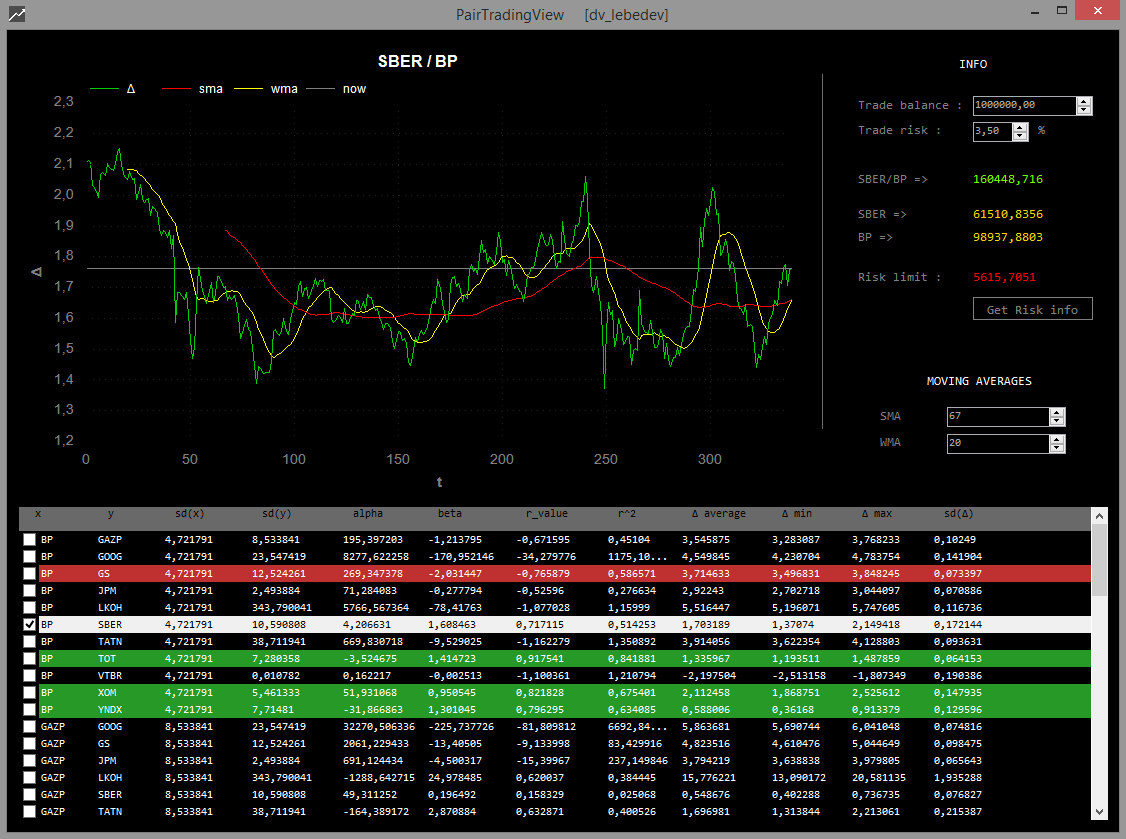 PairTradingView [dv_lebedev]
SBER / BP
Δ sma wma now
2,3
2,2
2,1
2,0
1,9
1,8
1,7
1,6
1,5
1,4
1,3
1,2
Δ
0 50 100 150 200 250 300
t
INFO
Trade balance : 1000000,00
Trade risk : 3,50 %
SBER/BP => 160448,716
SBER => 61510,8356
BP => 98937,8803
Risk limit : 5615,7051
Get Risk info
MOVING AVERAGES
SMA 67
WMA 20
x y sd(x) sd(y) alpha beta r_value r^2 Δ average Δ min Δ max sd(Δ)
BP GAZP 4,721791 8,533841 195,397203 -1,213795 -0,671595 0,45104 3,545875 3,283087 3,768233 0,10249
BP GOOG 4,721791 23,547419 8277,622258 -170,952146 -34,279776 1175,10... 4,549845 4,230704 4,783754 0,141904
BP GS 4,721791 12,524261 269,347378 -2,031447 -0,765879 0,586571 3,714633 3,496831 3,848245 0,073397
BP JPM 4,721791 2,493884 71,284083 -0,277794 -0,52596 0,276634 2,92243 2,702718 3,044097 0,070886
BP LKOH 4,721791 343,790041 5766,567364 -78,41763 -1,077028 1,15999 5,516447 5,196071 5,747605 0,116736
BP SBER 4,721791 10,590808 4,206631 1,608463 0,717115 0,514253 1,703189 1,37074 2,149418 0,172144
BP TATN 4,721791 38,711941 669,830718 -9,529025 -1,162279 1,350892 3,914056 3,622354 4,128803 0,093631
BP TOT 4,721791 7,280358 -3,524675 1,414723 0,917541 0,841881 1,335967 1,193511 1,487859 0,064153
BP VTBR 4,721791 0,010782 0,162217 -0,002513 -1,100361 1,210794 -2,197504 -2,513158 -1,807349 0,190386
BP XOM 4,721791 5,461333 51,931068 0,950545 0,821828 0,675401 2,112458 1,868751 2,525612 0,147935
BP YNDX 4,721791 7,71481 -31,866863 1,301045 0,796295 0,634085 0,588006 0,36168 0,913379 0,129596
GAZP GOOG 8,533841 23,547419 32270,506336 -225,737726 -81,809812 6692,84... 5,863681 5,690744 6,041048 0,074816
GAZP GS 8,533841 12,524261 2061,229433 -13,40505 -9,133998 83,429916 4,823516 4,610476 5,044649 0,098475
GAZP JPM 8,533841 2,493884 691,124434 -4,500317 -15,39967 237,149846 3,794219 3,638838 3,979805 0,065643
GAZP LKOH 8,533841 343,790041 -1288,642715 24,978485 0,620037 0,384445 15,776221 13,090172 20,581135 1,935288
GAZP SBER 8,533841 10,590808 49,311252 0,196492 0,158329 0,025068 0,548676 0,402288 0,736735 0,076827
GAZP TATN 8,533841 38,711941 -164,389172 2,870884 0,632871 0,400525 1,696981 1,313844 2,213061 0,215387